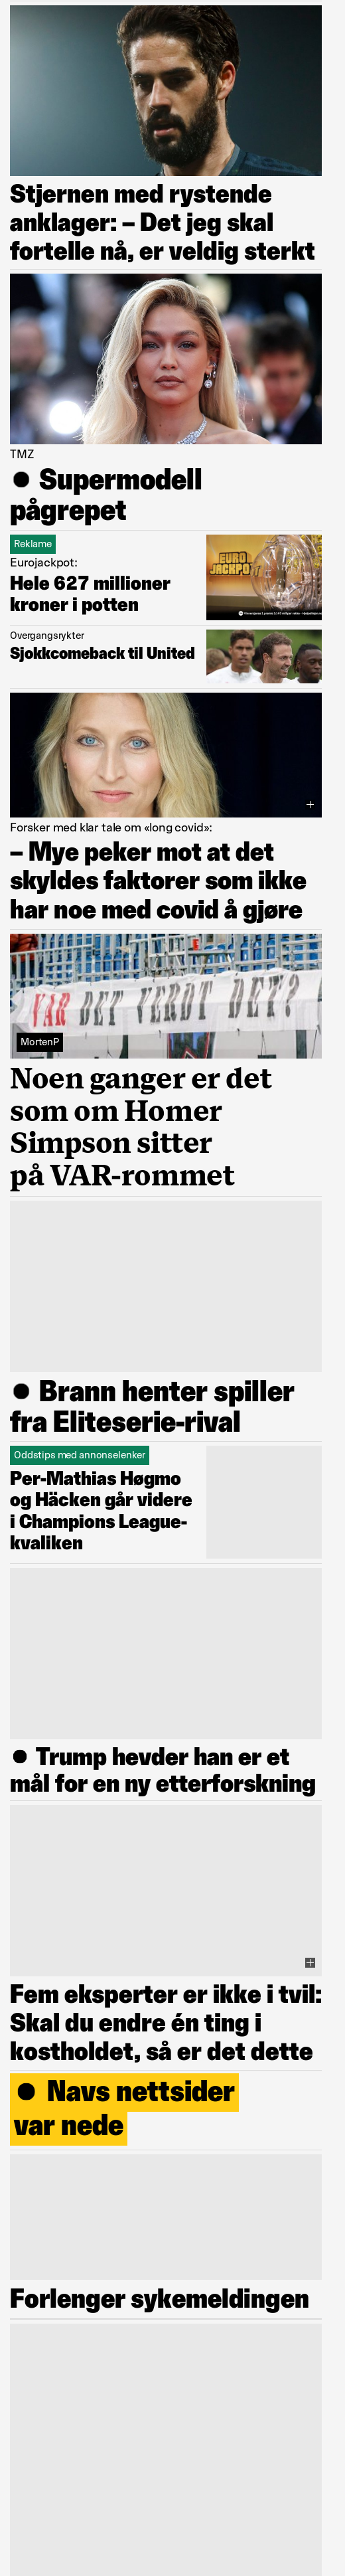 Stjernen med rystende
anklager: – Det jeg skal
fortelle nå, er veldig sterkt
TMZ
● Supermodell
pågrepet
Reklame
Eurojackpot:
Hele 627 millioner
kroner i potten
EURO
JACKPOT
Overgangsrykter
Sjokkcomeback til United
Forsker med klar tale om «long covid»:
– Mye peker mot at det
skyldes faktorer som ikke
har noe med covid å gjøre
MortenP
Noen ganger er det
som om Homer
Simpson sitter
på VAR-rommet
● Brann henter spiller
fra Eliteserie-rival
Oddstips med annonselenker
Per-Mathias Høgmo
og Häcken går videre
i Champions League-
kvaliken
● Trump hevder han er et
mål for en ny etterforskning
Fem eksperter er ikke i tvil:
Skal du endre én ting i
kostholdet, så er det dette
● Navs nettsider
var nede
Forlenger sykemeldingen